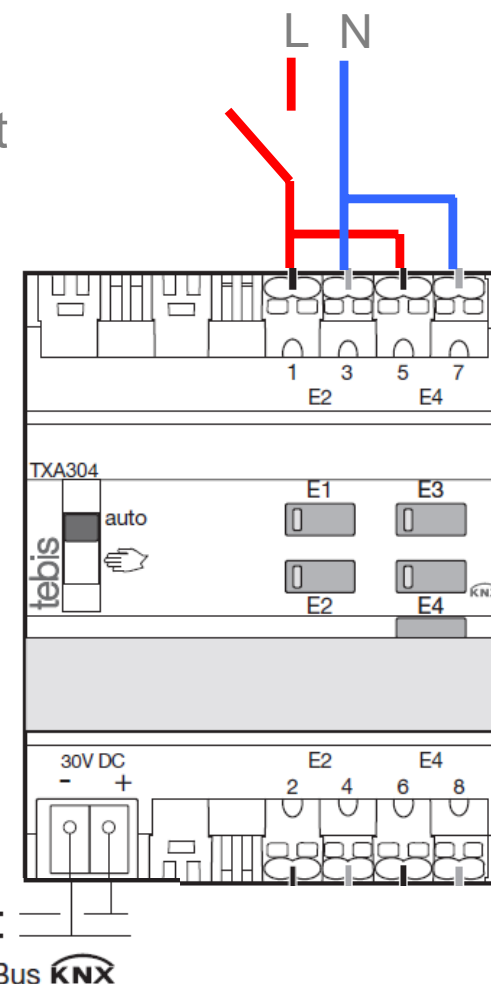 L N
t
1 3 5 7
E2 E4
TXA304
auto
tebis
E1 E3
E2 E4
KNX
30V DC
- +
E2 E4
2 4 6 8
:
Bus KNX